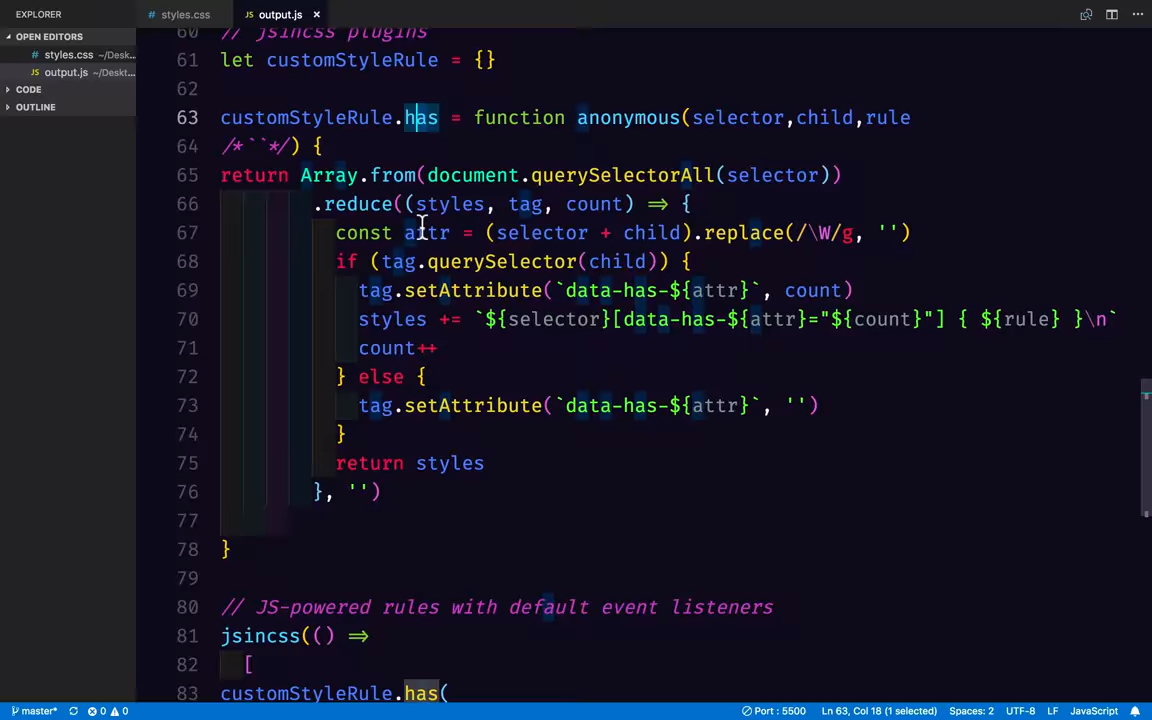 EXPLORER
styles.css
JS output.js ×
OPEN EDITORS
styles.css ~/Desk...
JS output.js ~/Deskt...
CODE
OUTLINE
60 // jsincss plugins
61 let customStyleRule = {}
62
63 customStyleRule.has = function anonymous(selector,child,rule
64 /*``*/) {
65 return Array.from(document.querySelectorAll(selector))
66 .reduce((styles, tag, count) => {
67 const attr = (selector + child).replace(/\W/g, '')
68 if (tag.querySelector(child)) {
69 tag.setAttribute(`data-has-${attr}`, count)
70 styles += `${selector}[data-has-${attr}="${count}"] { ${rule} }\n`
71 count++
72 } else {
73 tag.setAttribute(`data-has-${attr}`, '')
74 }
75 return styles
76 }, '')
77
78 }
79
80 // JS-powered rules with default event listeners
81 jsincss(() =>
82 [
83 customStyleRule.has(
master* 0 0 Port : 5500 Ln 63, Col 18 (1 selected) Spaces: 2 UTF-8 LF JavaScript